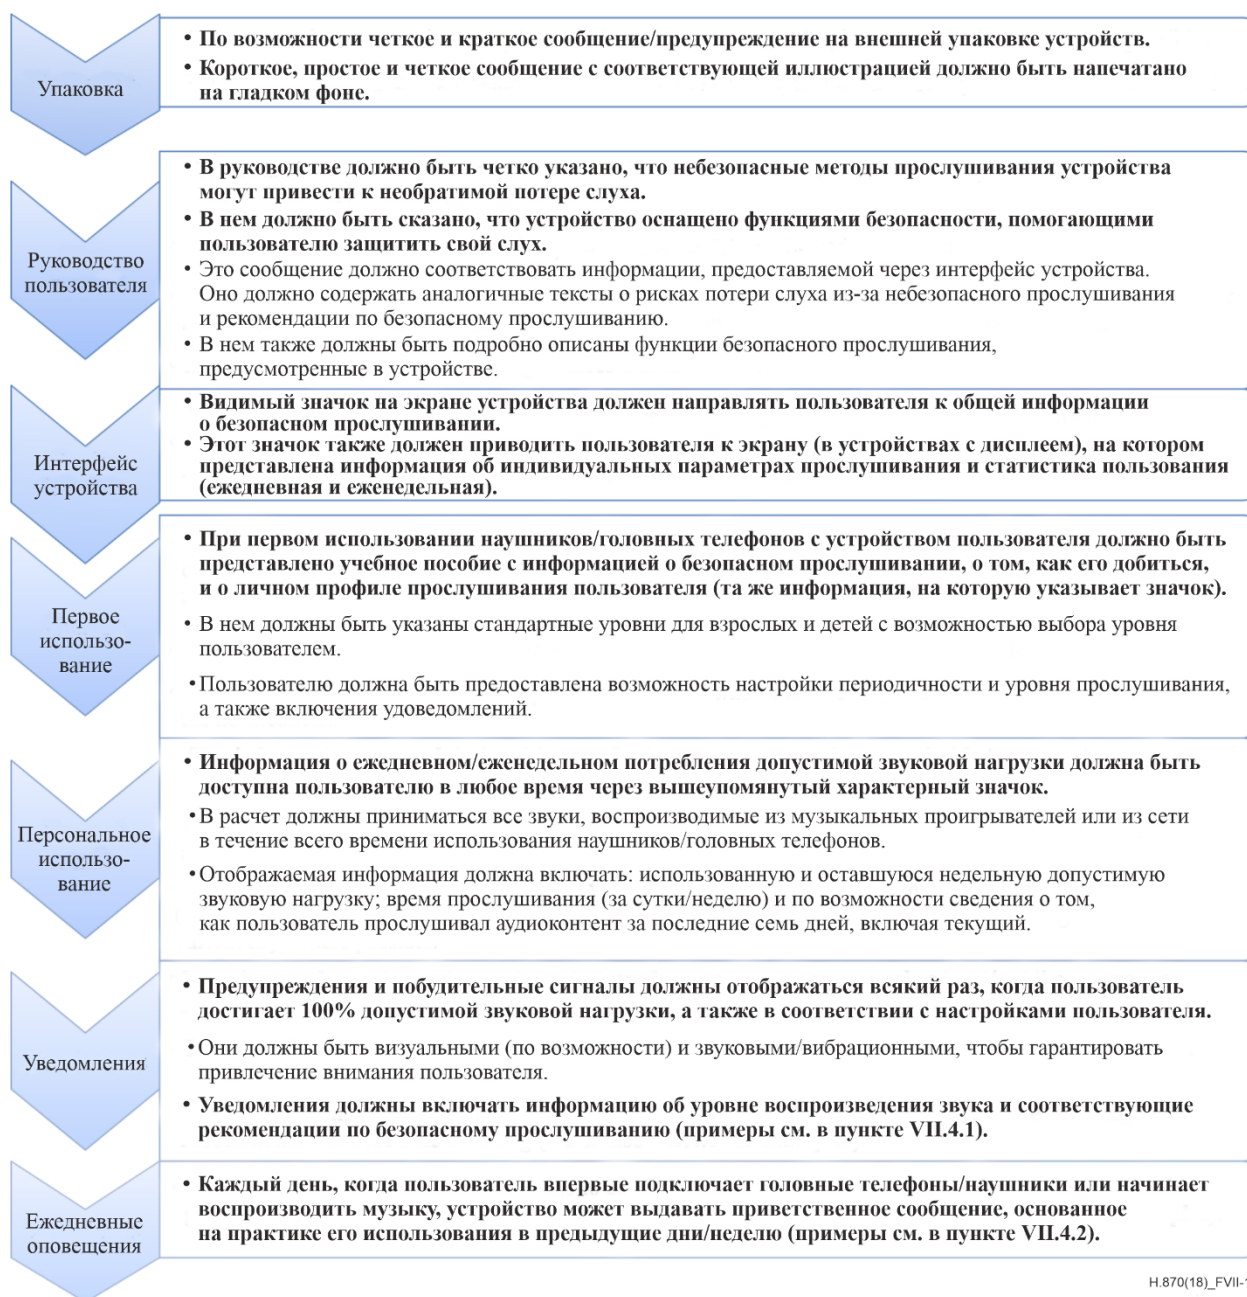 Упаковка
• По возможности четкое и краткое сообщение/предупреждение на внешней упаковке устройств.
• Короткое, простое и четкое сообщение с соответствующей иллюстрацией должно быть напечатано
на гладком фоне.
Руководство
пользователя
• В руководстве должно быть четко указано, что небезопасные методы прослушивания устройства
могут привести к необратимой потере слуха.
• В нем должно быть сказано, что устройство оснащено функциями безопасности, помогающими
пользователю защитить свой слух.
• Это сообщение должно соответствовать информации, предоставляемой через интерфейс устройства.
Оно должно содержать аналогичные тексты о рисках потери слуха из-за небезопасного прослушивания
и рекомендации по безопасному прослушиванию.
• В нем также должны быть подробно описаны функции безопасного прослушивания,
предусмотренные в устройстве.
Интерфейс
устройства
• Видимый значок на экране устройства должен направлять пользователя к общей информации
о безопасном прослушивании.
• Этот значок также должен приводить пользователя к экрану (в устройствах с дисплеем), на котором
представлена информация об индивидуальных параметрах прослушивания и статистика пользования
(ежедневная и еженедельная).
Первое
использо-
вание
• При первом использовании наушников/головных телефонов с устройством пользователя должно быть
представлено учебное пособие с информацией о безопасном прослушивании, о том, как его добиться,
и о личном профиле прослушивания пользователя (та же информация, на которую указывает значок).
• В нем должны быть указаны стандартные уровни для взрослых и детей с возможностью выбора уровня
пользователем.
• Пользователю должна быть предоставлена возможность настройки периодичности и уровня прослушивания,
а также включения удоведомлений.
Персональное
использо-
вание
• Информация о ежедневном/еженедельном потребления допустимой звуковой нагрузки должна быть
доступна пользователю в любое время через вышеупомянутый характерный значок.
• В расчет должны приниматься все звуки, воспроизводимые из музыкальных проигрывателей или из сети
в течение всего времени использования наушников/головных телефонов.
• Отображаемая информация должна включать: использованную и оставшуюся недельную допустимую
звуковую нагрузку; время прослушивания (за сутки/неделю) и по возможности сведения о том,
как пользователь прослушивал аудиоконтент за последние семь дней, включая текущий.
Уведомления
• Предупреждения и побудительные сигналы должны отображаться всякий раз, когда пользователь
достигает 100% допустимой звуковой нагрузки, а также в соответствии с настройками пользователя.
• Они должны быть визуальными (по возможности) и звуковыми/вибрационными, чтобы гарантировать
привлечение внимания пользователя.
• Уведомления должны включать информацию об уровне воспроизведения звука и соответствующие
рекомендации по безопасному прослушиванию (примеры см. в пункте VII.4.1).
Ежедневные
оповещения
• Каждый день, когда пользователь впервые подключает головные телефоны/наушники или начинает
воспроизводить музыку, устройство может выдавать приветственное сообщение, основанное
на практике его использования в предыдущие дни/неделю (примеры см. в пункте VII.4.2).
H.870(18)_FVII-1